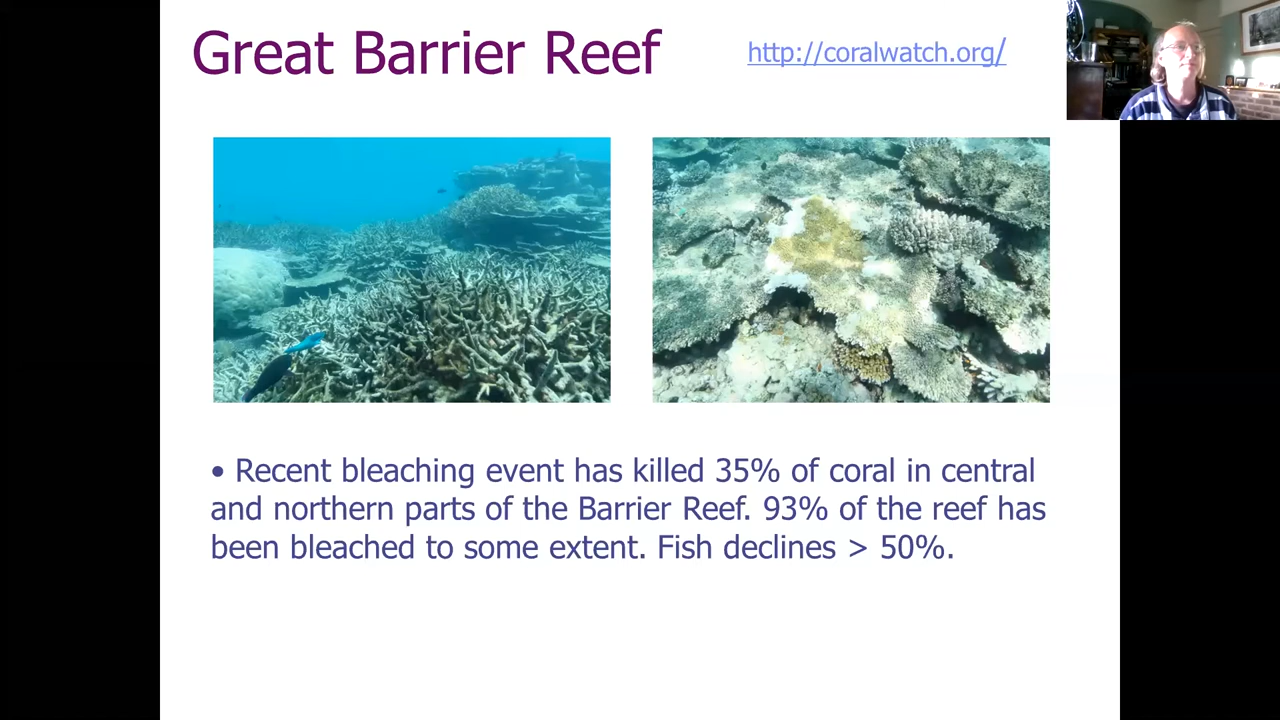 Great Barrier Reef
http://coralwatch.org/
• Recent bleaching event has killed 35% of coral in central
and northern parts of the Barrier Reef. 93% of the reef has
been bleached to some extent. Fish declines > 50%.